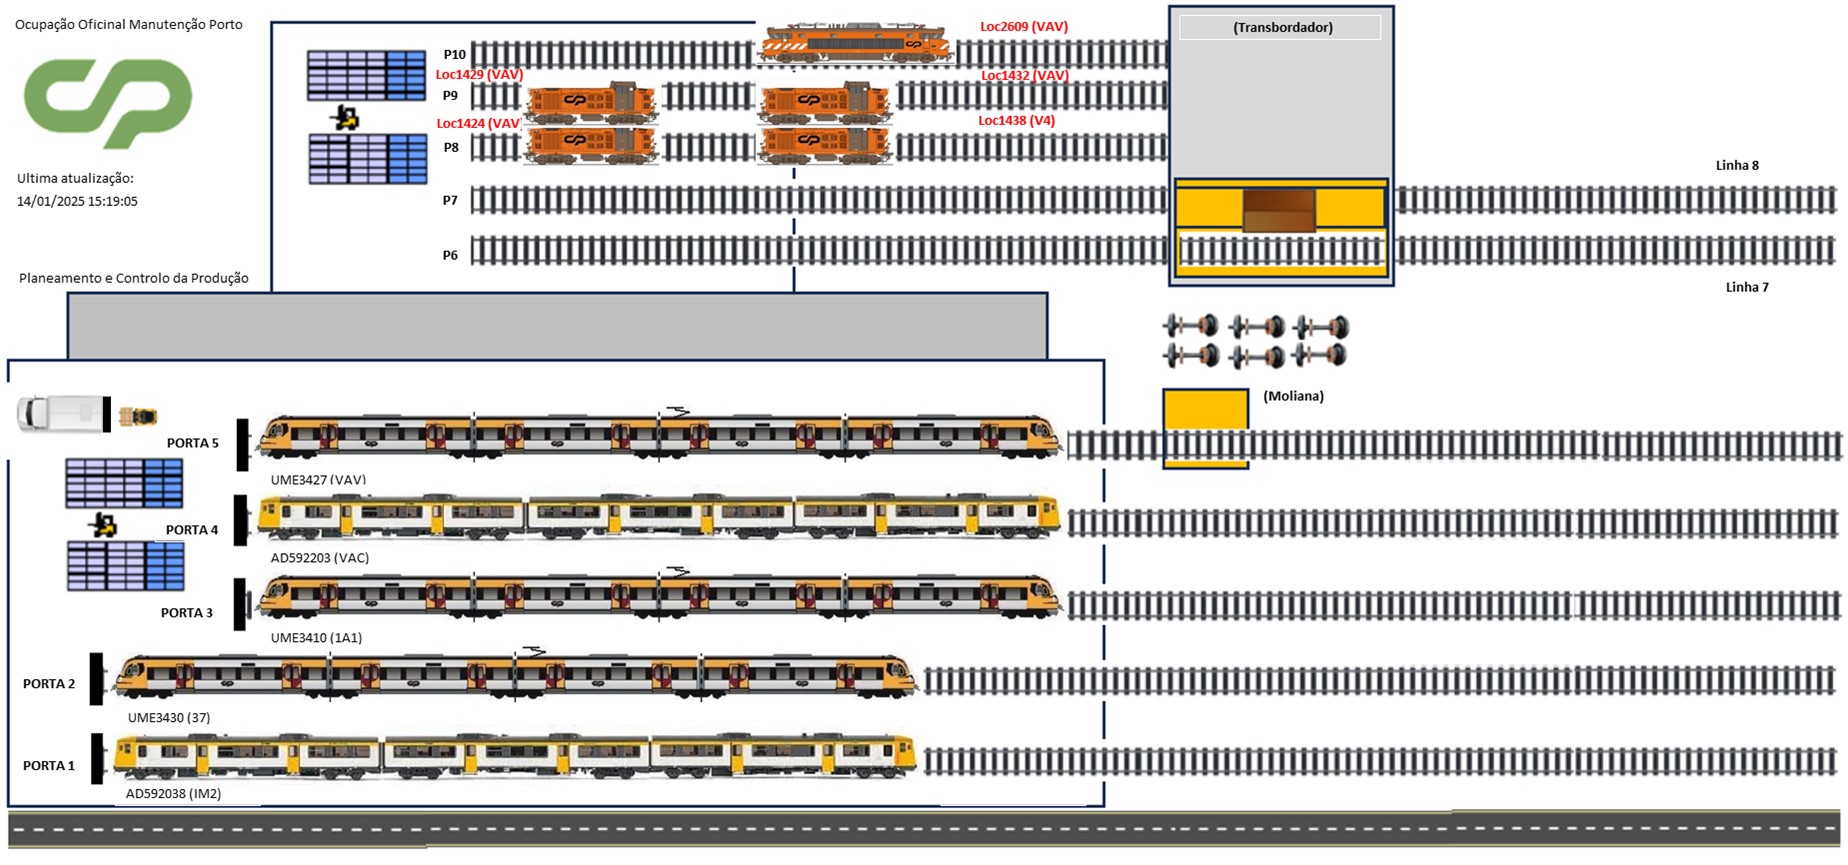 Ocupação Oficinal Manutenção Porto
CP
Ultima atualização:
14/01/2025 15:19:05
Planeamento e Controlo da Produção
P10
Loc2609 (VAV)
(Transbordador)
Loc1429 (VAV)
Loc1432 (VAV)
P9
Loc1424 (VAV)
Loc1438 (V4)
P8
Linha 8
P7
P6
Linha 7
(Moliana)
PORTA 5
UME3427 (VAV)
PORTA 4
AD592203 (VAC)
PORTA 3
UME3410 (1A1)
PORTA 2
UME3430 (37)
PORTA 1
AD592038 (IM2)